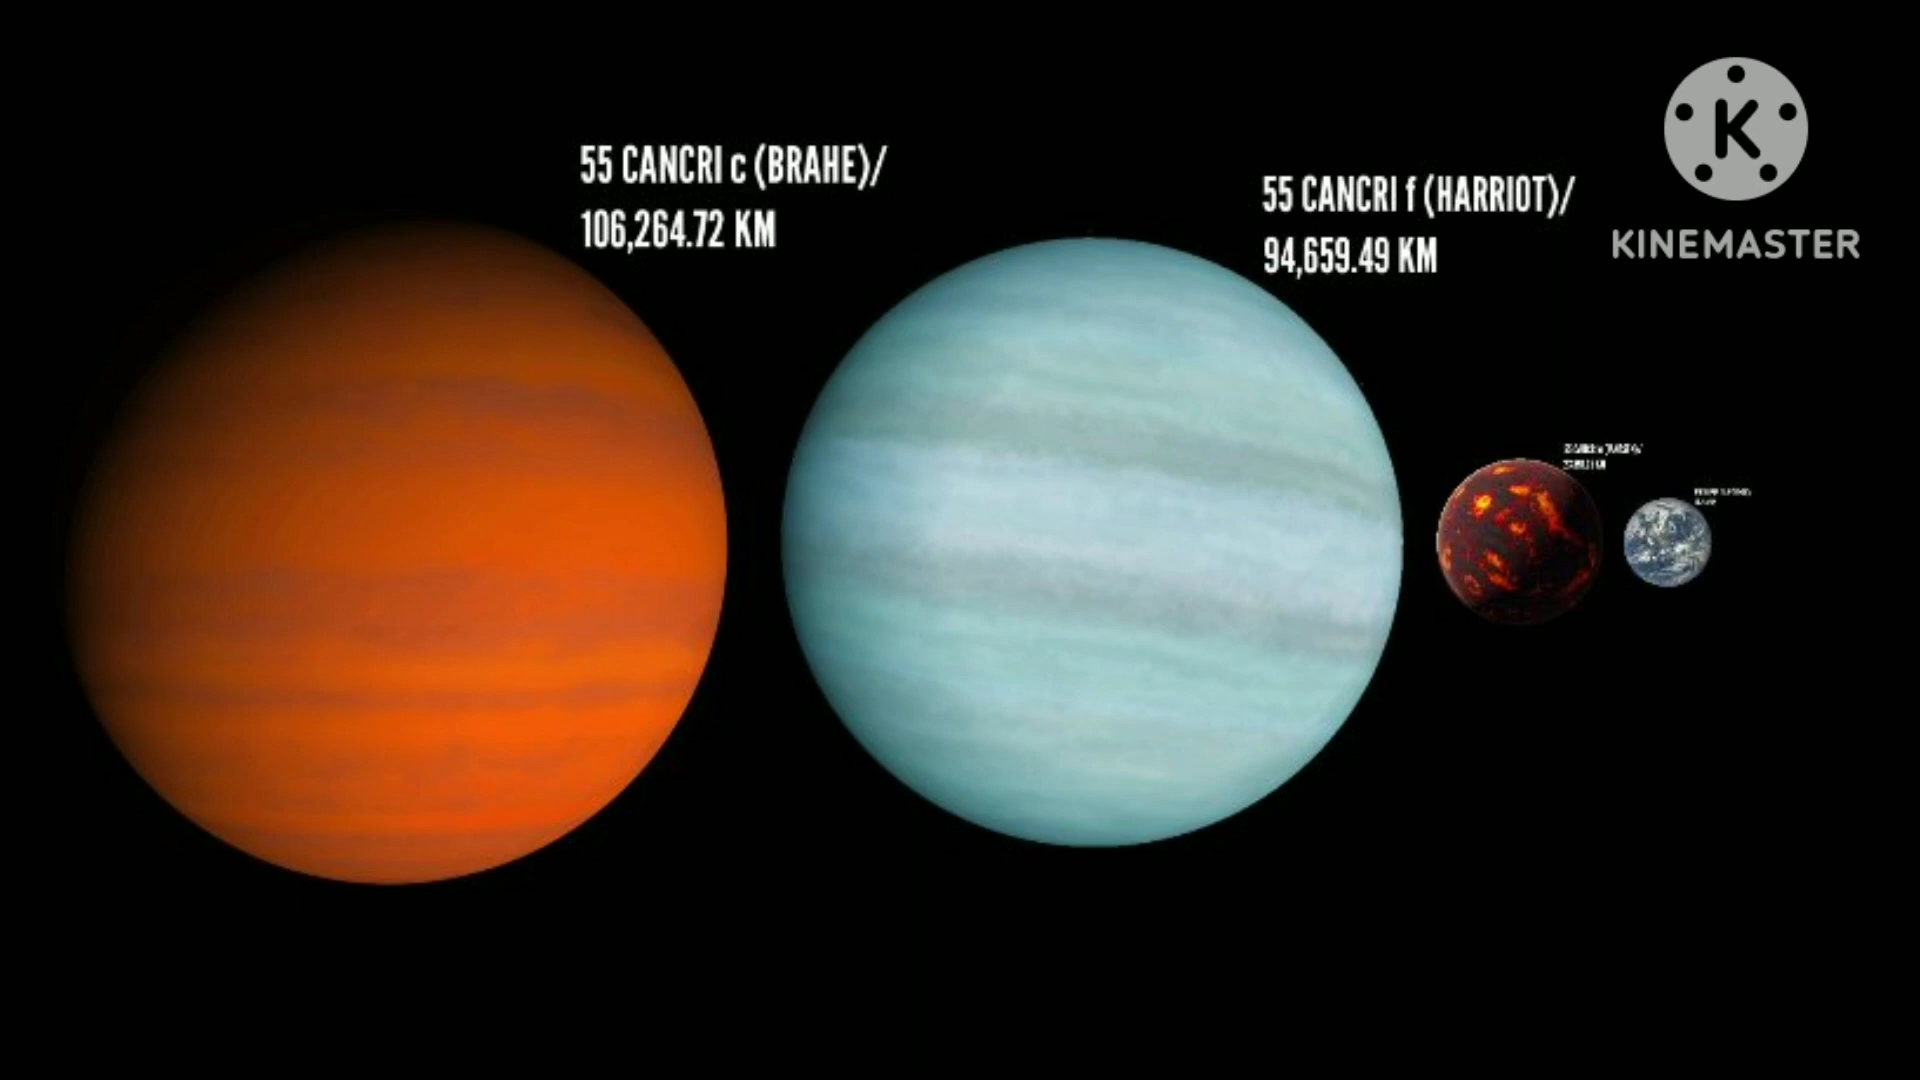 55 CANCRI c (BRAHE)/
106,264.72 KM
55 CANCRI f (HARRIOT)/
94,659.49 KM
K
KINEMASTER